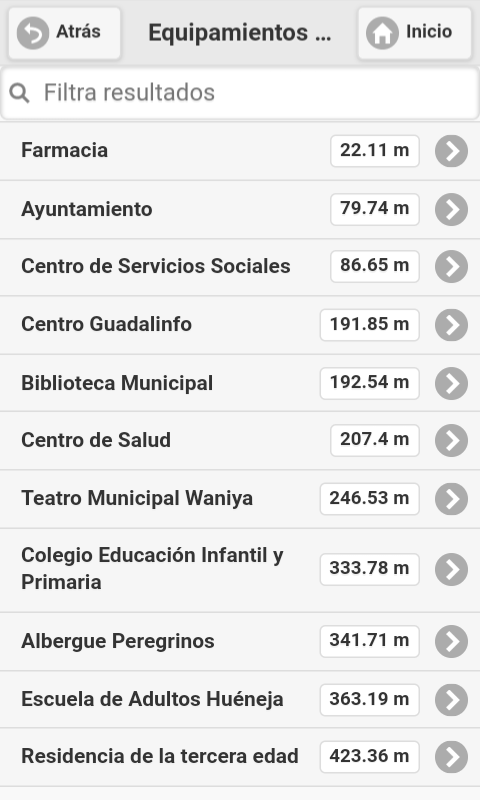 Atrás
Equipamientos ...
Inicio
Filtra resultados
Farmacia
22.11 m
Ayuntamiento
79.74 m
Centro de Servicios Sociales
86.65 m
Centro Guadalinfo
191.85 m
Biblioteca Municipal
192.54 m
Centro de Salud
207.4 m
Teatro Municipal Waniya
246.53 m
Colegio Educación Infantil y
Primaria
333.78 m
Albergue Peregrinos
341.71 m
Escuela de Adultos Huéneja
363.19 m
Residencia de la tercera edad
423.36 m